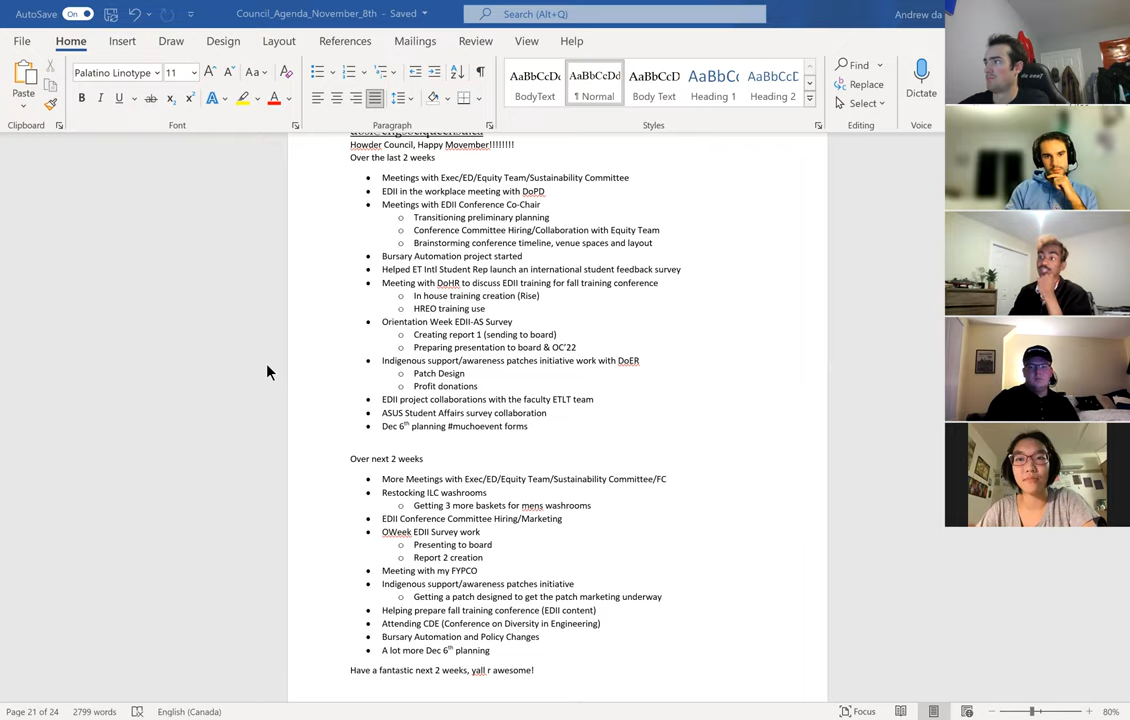 AutoSave On Council_Agenda_November_8th - Saved Search (Alt+Q) Andrew da
File Home Insert Draw Design Layout References Mailings Review View Help
Paste Palatino Linotype 11 Find Replace Select Dictate
AaBbCcDc AaBbCcDd AaBbCcD AaBbCc AaBbCcD
BodyText ¶ Normal Body Text Heading 1 Heading 2
Clipboard Font Paragraph Styles Editing Voice
Howder Council, Happy Movember!!!!!!!!
Over the last 2 weeks
• Meetings with Exec/ED/Equity Team/Sustainability Committee
• EDII in the workplace meeting with DoPD
• Meetings with EDII Conference Co-Chair
o Transitioning preliminary planning
o Conference Committee Hiring/Collaboration with Equity Team
o Brainstorming conference timeline, venue spaces and layout
• Bursary Automation project started
• Helped ET Intl Student Rep launch an international student feedback survey
• Meeting with DoHR to discuss EDII training for fall training conference
o In house training creation (Rise)
o HREO training use
• Orientation Week EDII-AS Survey
o Creating report 1 (sending to board)
o Preparing presentation to board & OC'22
• Indigenous support/awareness patches initiative work with DoER
o Patch Design
o Profit donations
• EDII project collaborations with the faculty ETLT team
• ASUS Student Affairs survey collaboration
• Dec 6th planning #muchoevent forms
Over next 2 weeks
• More Meetings with Exec/ED/Equity Team/Sustainability Committee/FC
• Restocking ILC washrooms
o Getting 3 more baskets for mens washrooms
• EDII Conference Committee Hiring/Marketing
• OWeek EDII Survey work
o Presenting to board
o Report 2 creation
• Meeting with my FYPCO
• Indigenous support/awareness patches initiative
o Getting a patch designed to get the patch marketing underway
• Helping prepare fall training conference (EDII content)
• Attending CDE (Conference on Diversity in Engineering)
• Bursary Automation and Policy Changes
• A lot more Dec 6th planning
Have a fantastic next 2 weeks, yall r awesome!
Page 21 of 24 2799 words English (Canada) Focus 80%